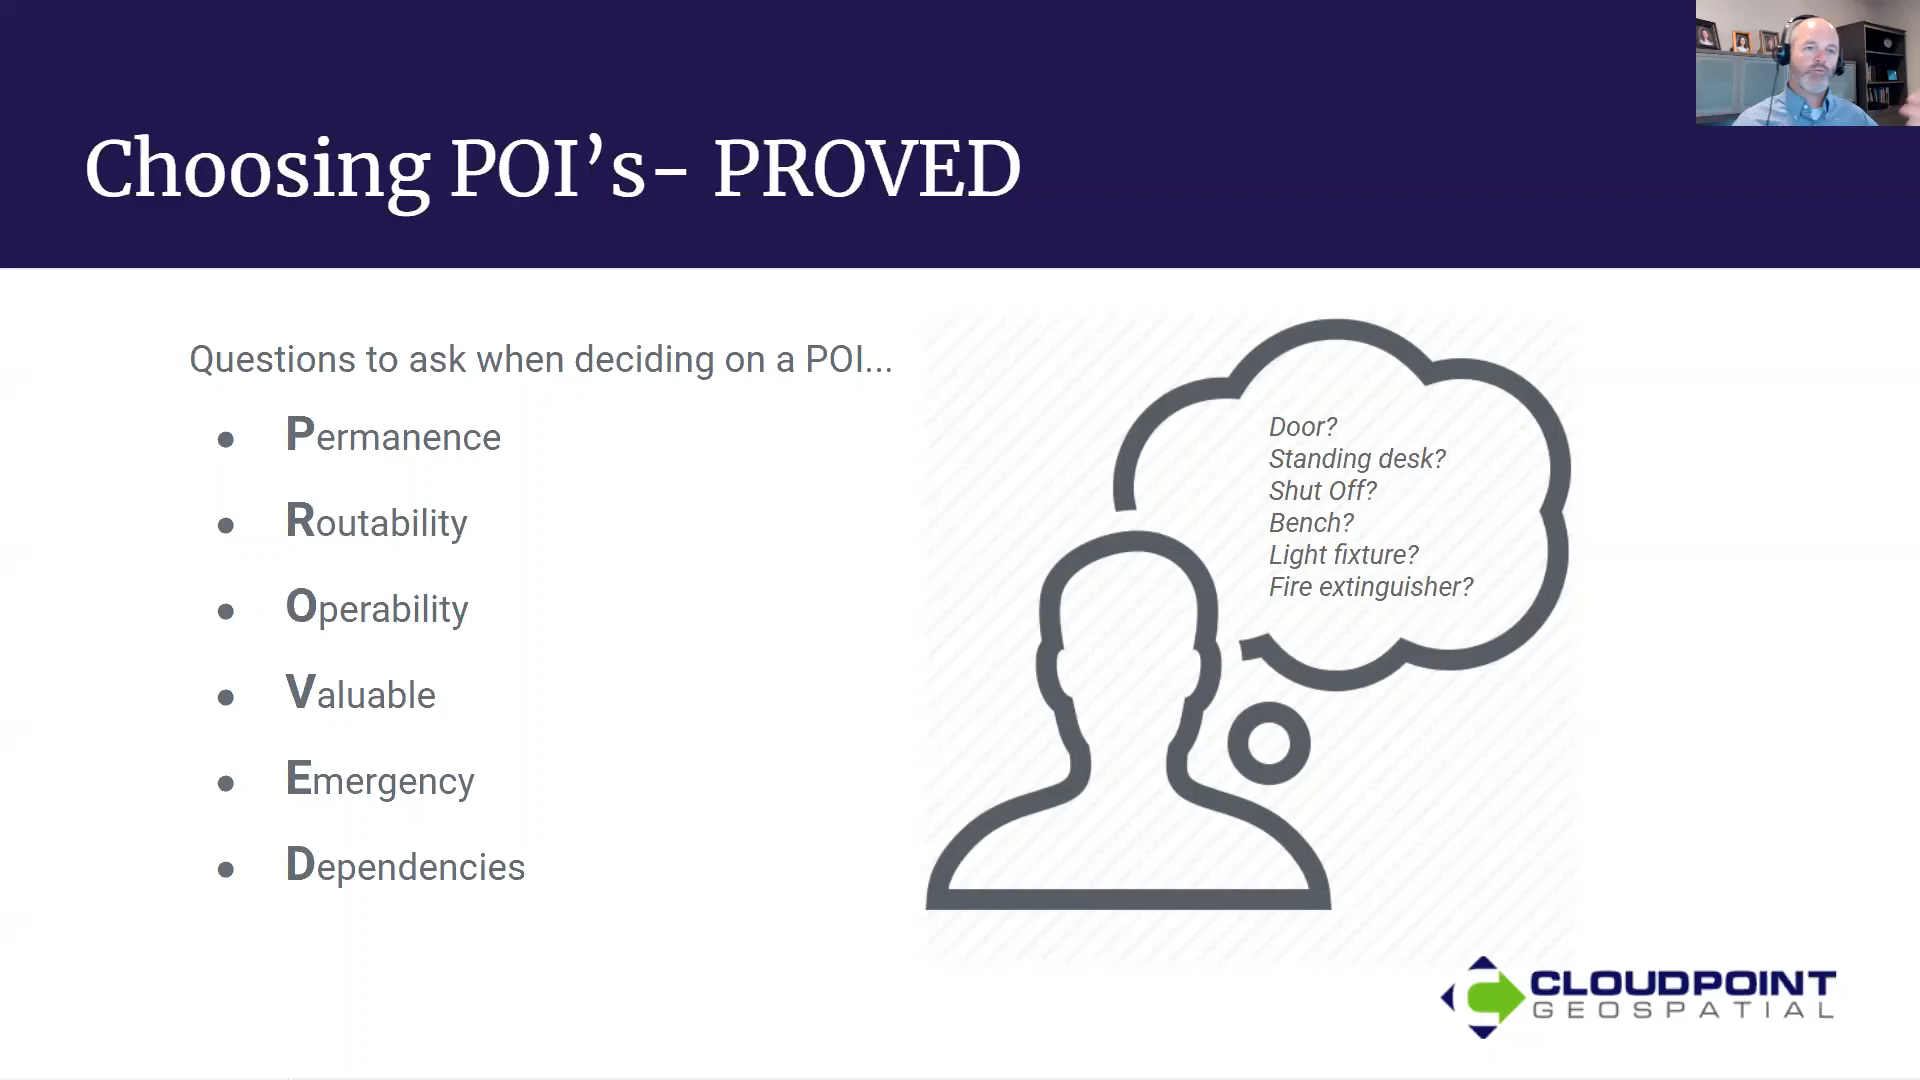 Choosing POI’s- PROVED
Questions to ask when deciding on a POI...
● Permanence
● Routability
● Operability
● Valuable
● Emergency
● Dependencies
Door?
Standing desk?
Shut Off?
Bench?
Light fixture?
Fire extinguisher?
CLOUDPOINT
GEOSPATIAL